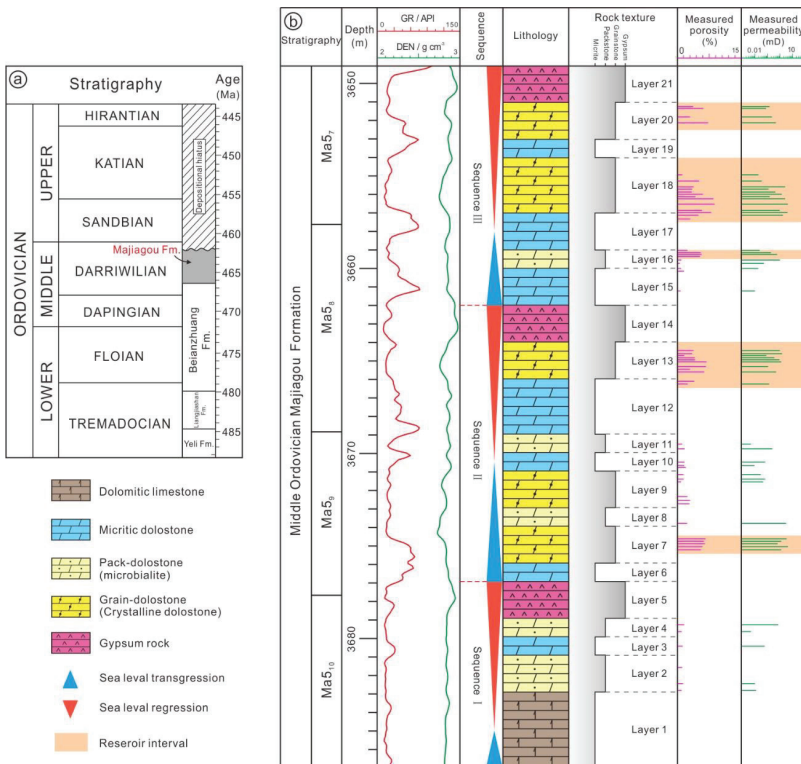 a
Stratigraphy
Age
(Ma)
ORDOVICIAN
UPPER
MIDDLE
LOWER
HIRANTIAN
KATIAN
SANDBIAN
DARRIWILIAN
DAPINGIAN
FLOIAN
TREMADOCIAN
Depositional hiatus
Majiagou Fm.
Beianzhuang
Fm.
Liangjiashan
Fm.
Yeli Fm.
445
450
455
460
465
470
475
480
485
Dolomitic limestone
Micritic dolostone
Pack-dolostone
(microbialite)
Grain-dolostone
(Crystalline dolostone)
Gypsum rock
Sea leval transgression
Sea leval regression
Reseroir interval
b
Stratigraphy
Depth
(m)
GR / API
0 150
DEN / g cm³
2 3
Sequence
Lithology
Rock texture
Micrite
Packstone
Grainstone
Gypsum
Measured
porosity
(%)
0 15
Measured
permeability
(mD)
0.01 10
Middle Ordovician Majiagou Formation
Ma5₇
Ma5₈
Ma5₉
Ma5₁₀
3650
3660
3670
3680
Sequence III
Sequence II
Sequence I
Layer 21
Layer 20
Layer 19
Layer 18
Layer 17
Layer 16
Layer 15
Layer 14
Layer 13
Layer 12
Layer 11
Layer 10
Layer 9
Layer 8
Layer 7
Layer 6
Layer 5
Layer 4
Layer 3
Layer 2
Layer 1